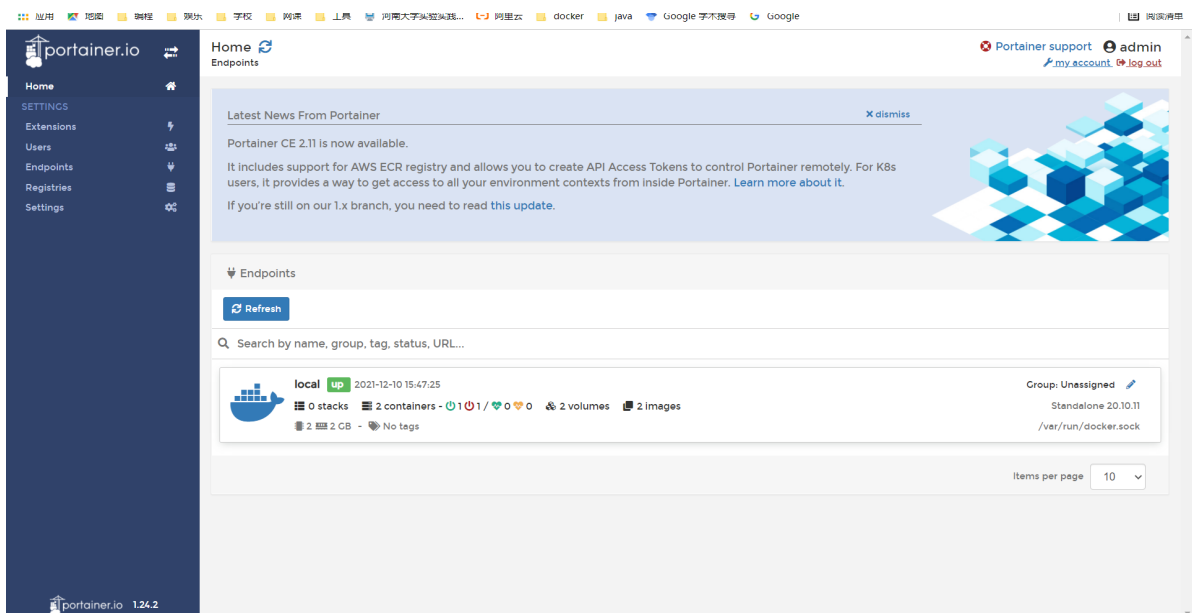 应用 地图 编程 娱乐 学校 网课 工具 河南大学实验实践... 阿里云 docker java Google 学术搜寻 Google 阅读清单
portainer.io
Home
Endpoints
Portainer support admin
my account log out
Home
SETTINGS
Extensions
Users
Endpoints
Registries
Settings
Latest News From Portainer
dismiss
Portainer CE 2.11 is now available.
It includes support for AWS ECR registry and allows you to create API Access Tokens to control Portainer remotely. For K8s
users, it provides a way to get access to all your environment contexts from inside Portainer. Learn more about it.
If you're still on our 1.x branch, you need to read this update.
Endpoints
Refresh
Search by name, group, tag, status, URL...
local up 2021-12-10 15:47:25
Group: Unassigned
0 stacks 2 containers - 1 1 / 0 0 2 volumes 2 images
Standalone 20.10.11
2 2 GB - No tags
/var/run/docker.sock
Items per page 10
portainer.io 1.24.2